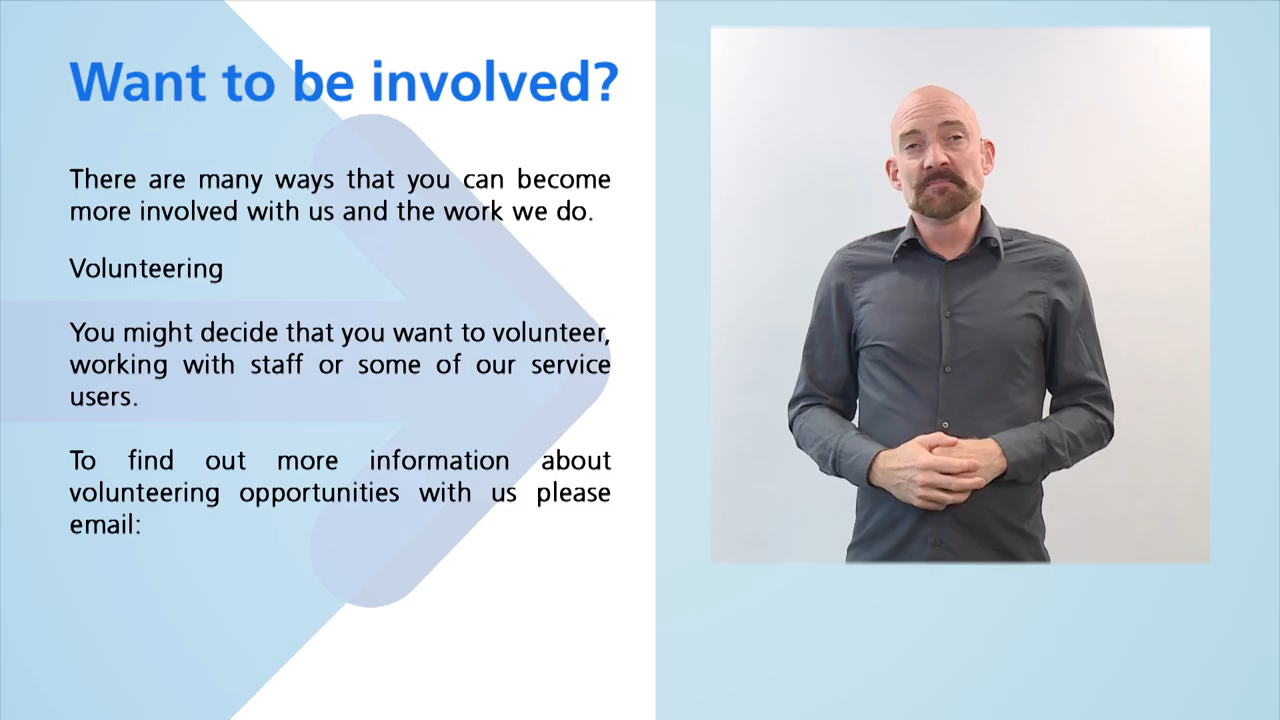 Want to be involved?
There are many ways that you can become
more involved with us and the work we do.
Volunteering
You might decide that you want to volunteer,
working with staff or some of our service
users.
To find out more information about
volunteering opportunities with us please
email: